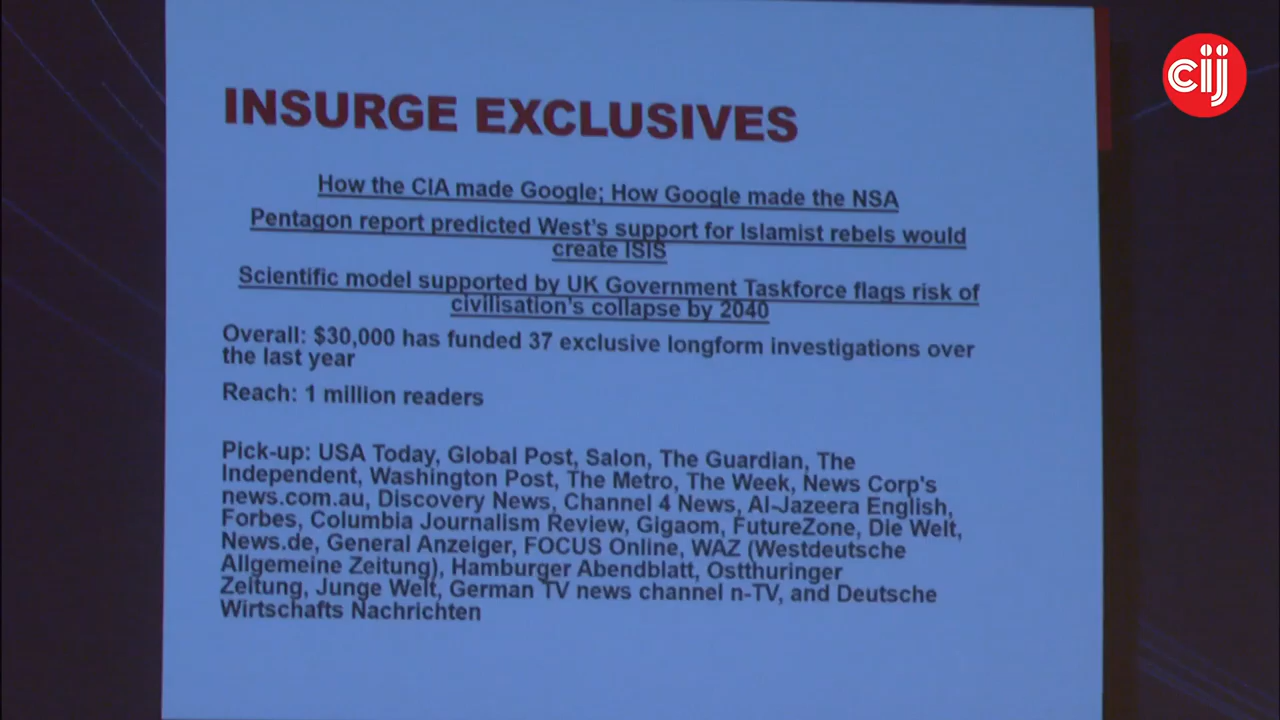 cij
INSURGE EXCLUSIVES
How the CIA made Google; How Google made the NSA
Pentagon report predicted West's support for Islamist rebels would
create ISIS
Scientific model supported by UK Government Taskforce flags risk of
civilisation's collapse by 2040
Overall: $30,000 has funded 37 exclusive longform investigations over
the last year
Reach: 1 million readers
Pick-up: USA Today, Global Post, Salon, The Guardian, The
Independent, Washington Post, The Metro, The Week, News Corp's
news.com.au, Discovery News, Channel 4 News, Al-Jazeera English,
Forbes, Columbia Journalism Review, Gigaom, FutureZone, Die Welt,
News.de, General Anzeiger, FOCUS Online, WAZ (Westdeutsche
Allgemeine Zeitung), Hamburger Abendblatt, Ostthuringer
Zeitung, Junge Welt, German TV news channel n-TV, and Deutsche
Wirtschafts Nachrichten